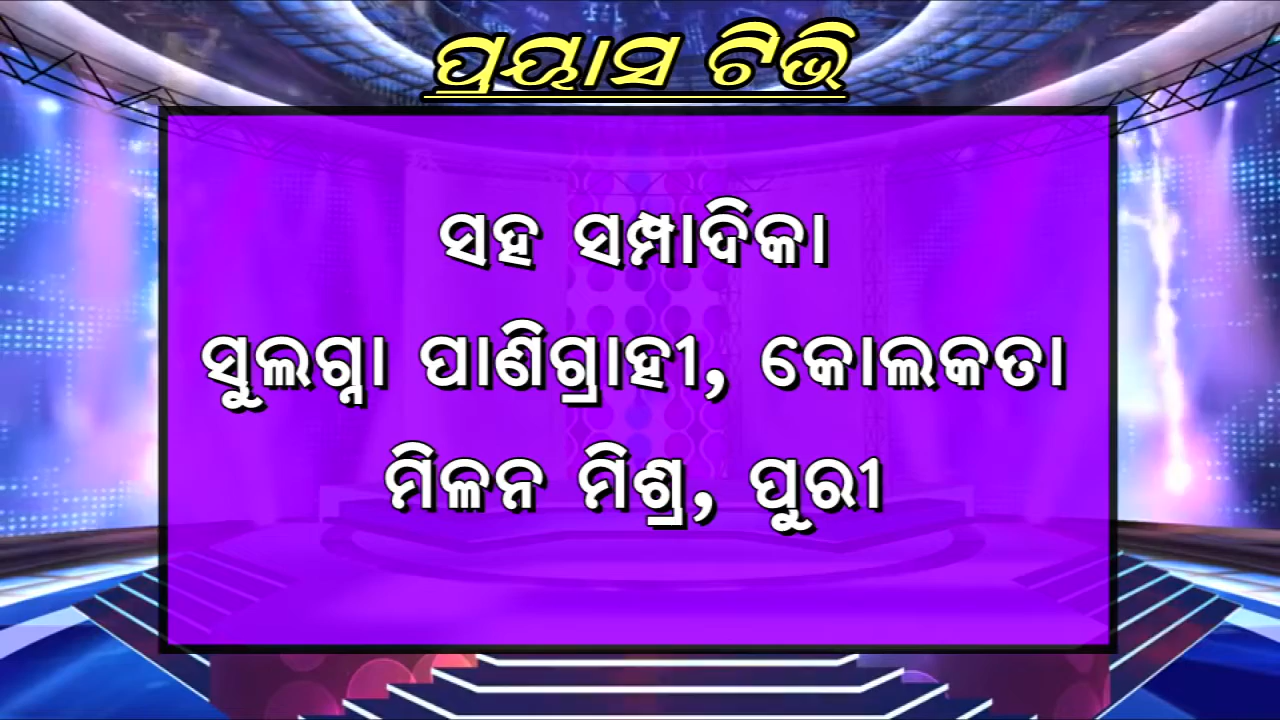 ପ୍ରୟାସ ଟିଭି
ସହ ସମ୍ପାଦିକା
ସୁଲଗ୍ନା ପାଣିଗ୍ରାହୀ, କୋଲକତା
ମିଳନ ମିଶ୍ର, ପୁରୀ